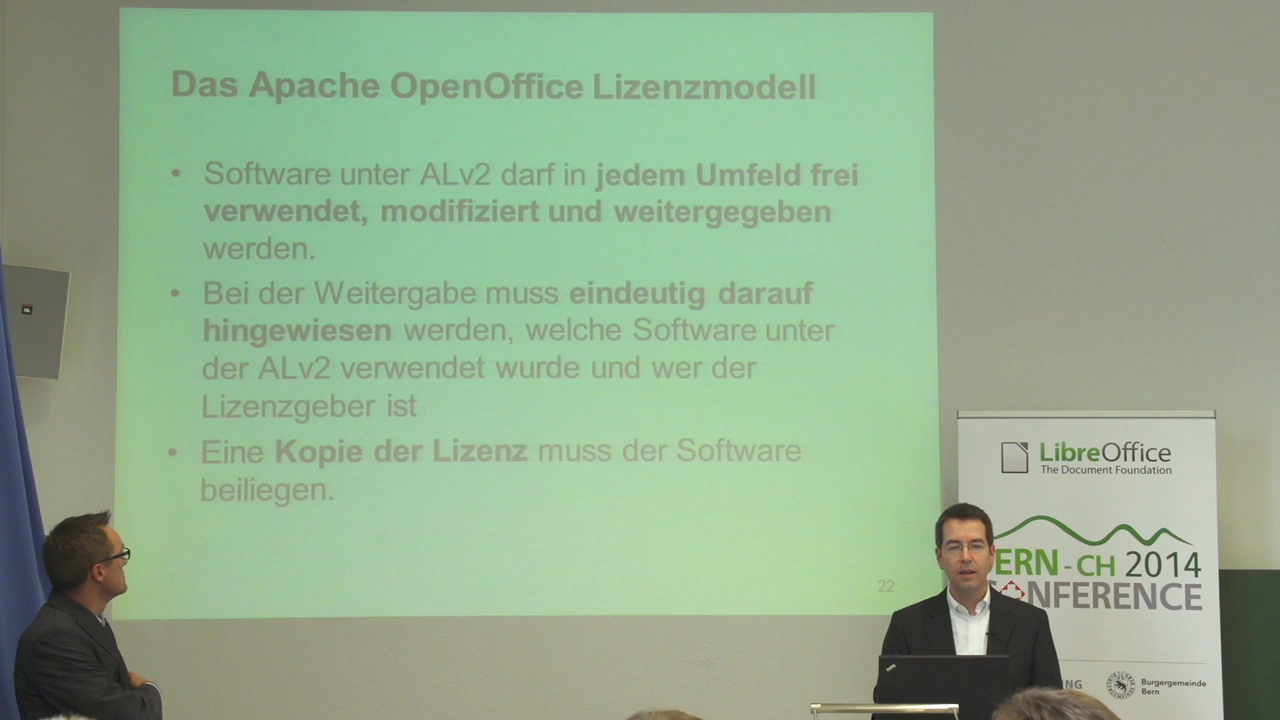 Das Apache OpenOffice Lizenzmodell
• Software unter ALv2 darf in jedem Umfeld frei
verwendet, modifiziert und weitergegeben
werden.
• Bei der Weitergabe muss eindeutig darauf
hingewiesen werden, welche Software unter
der ALv2 verwendet wurde und wer der
Lizenzgeber ist
• Eine Kopie der Lizenz muss der Software
beiliegen.
22
LibreOffice
The Document Foundation
ERN - CH 2014
NFERENCE
NG
Burgergemeinde
Bern